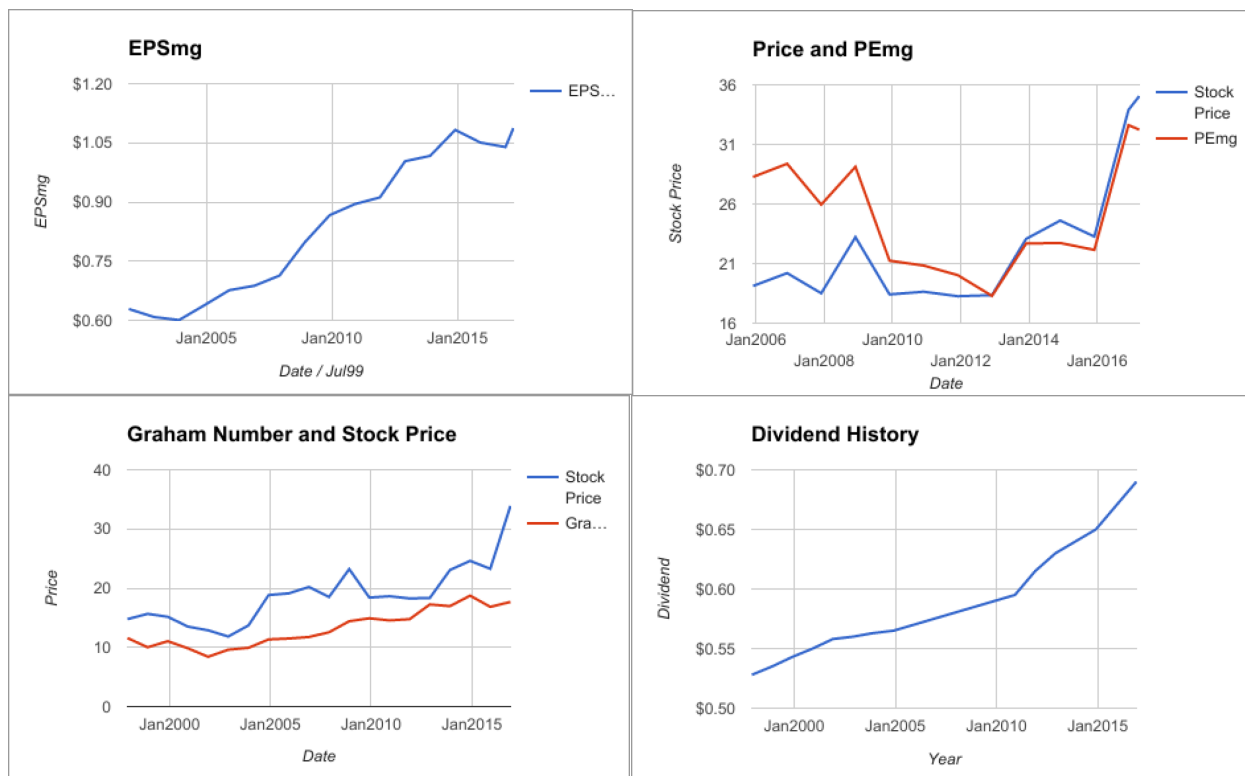 EPSmg
$1.20
$1.05
$0.90
$0.75
$0.60
EPSmg
Jan2005
Jan2010
Jan2015
Date / Jul99
EPS…
Price and PEmg
36
31
26
21
16
Stock Price
Jan2006
Jan2008
Jan2010
Jan2012
Jan2014
Jan2016
Date
Stock
Price
PEmg
Graham Number and Stock Price
40
30
20
10
0
Price
Jan2000
Jan2005
Jan2010
Jan2015
Date
Stock
Price
Gra…
Dividend History
$0.70
$0.65
$0.60
$0.55
$0.50
Dividend
Jan2000
Jan2005
Jan2010
Jan2015
Year